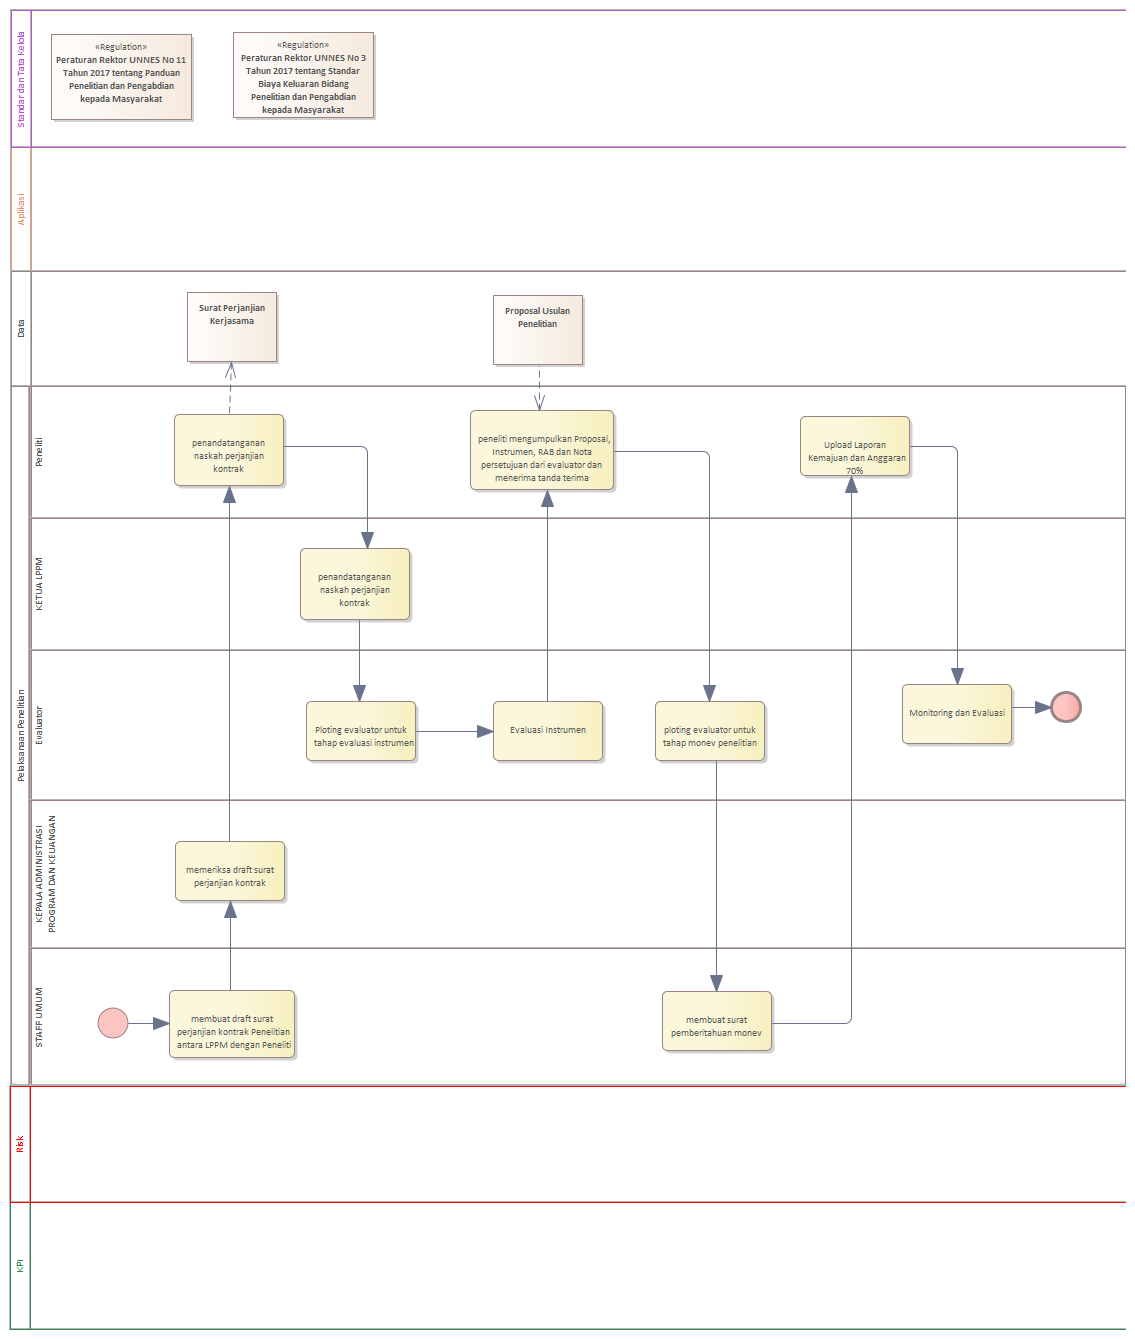 Standar dan Tata Kelola
«Regulation»
Peraturan Rektor UNNES No 11
Tahun 2017 tentang Panduan
Penelitian dan Pengabdian
kepada Masyarakat
«Regulation»
Peraturan Rektor UNNES No 3
Tahun 2017 tentang Standar
Biaya Keluaran Bidang
Penelitian dan Pengabdian
kepada Masyarakat
Aplikasi
Data
Surat Perjanjian
Kerjasama
Proposal Usulan
Penelitian
Pelaksanaan Penelitian
Peneliti
penandatanganan
naskah perjanjian
kontrak
peneliti mengumpulkan Proposal,
Instrumen, RAB dan Nota
persetujuan dari evaluator dan
menerima tanda terima
Upload Laporan
Kemajuan dan Anggaran
70%
KETUA LPPM
penandatanganan
naskah perjanjian
kontrak
Evaluator
Ploting evaluator untuk
tahap evaluasi instrumen
Evaluasi Instrumen
ploting evaluator untuk
tahap monev penelitian
Monitoring dan Evaluasi
KEPALA ADMINISTRASI
PROGRAM DAN KEUANGAN
memeriksa draft surat
perjanjian kontrak
STAFF UMUM
membuat draft surat
perjanjian kontrak Penelitian
antara LPPM dengan Peneliti
membuat surat
pemberitahuan monev
Risk
KPI